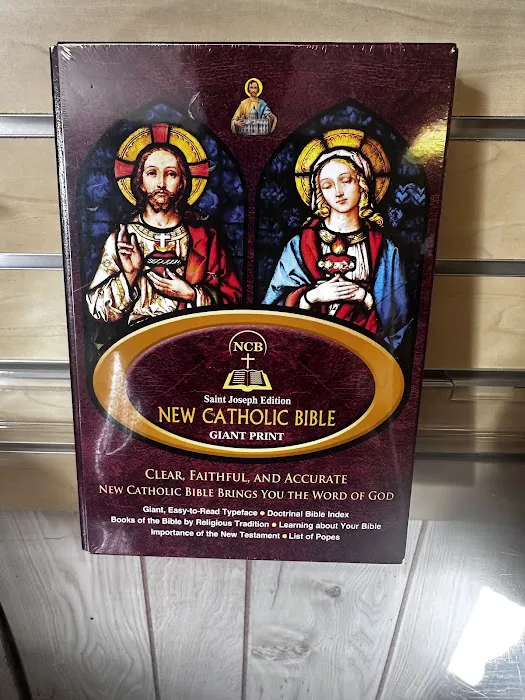 NCB
Saint Joseph Edition
NEW CATHOLIC BIBLE
GIANT PRINT
CLEAR, FAITHFUL, AND ACCURATE
NEW CATHOLIC BIBLE BRINGS YOU THE WORD OF GOD
Giant, Easy-to-Read Typeface • Doctrinal Bible Index
Books of the Bible by Religious Tradition • Learning about Your Bible
Importance of the New Testament • List of Popes